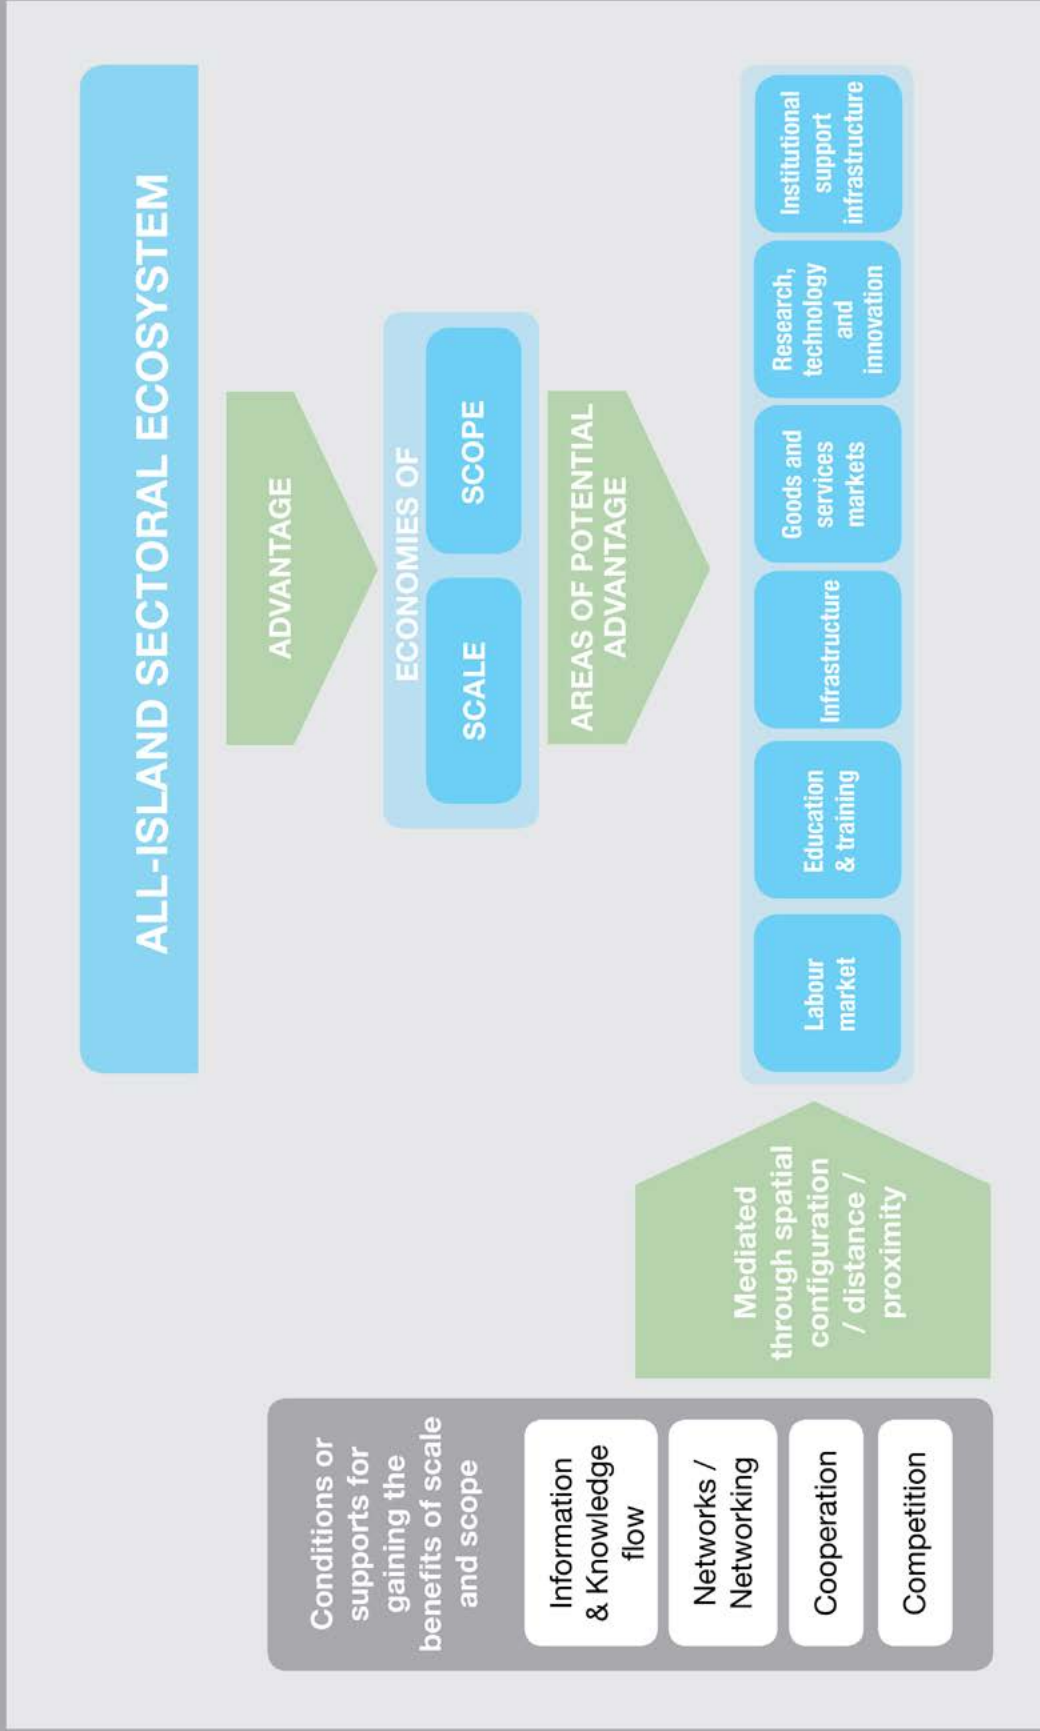 ALL-ISLAND SECTORAL ECOSYSTEM
ADVANTAGE
ECONOMIES OF
SCALE
SCOPE
AREAS OF POTENTIAL
ADVANTAGE
Conditions or
supports for
gaining the
benefits of scale
and scope
Information
& Knowledge
flow
Networks /
Networking
Cooperation
Competition
Mediated
through spatial
configuration
/ distance /
proximity
Labour
market
Education
& training
Infrastructure
Goods and
services
markets
Research,
technology
and
innovation
Institutional
support
infrastructure